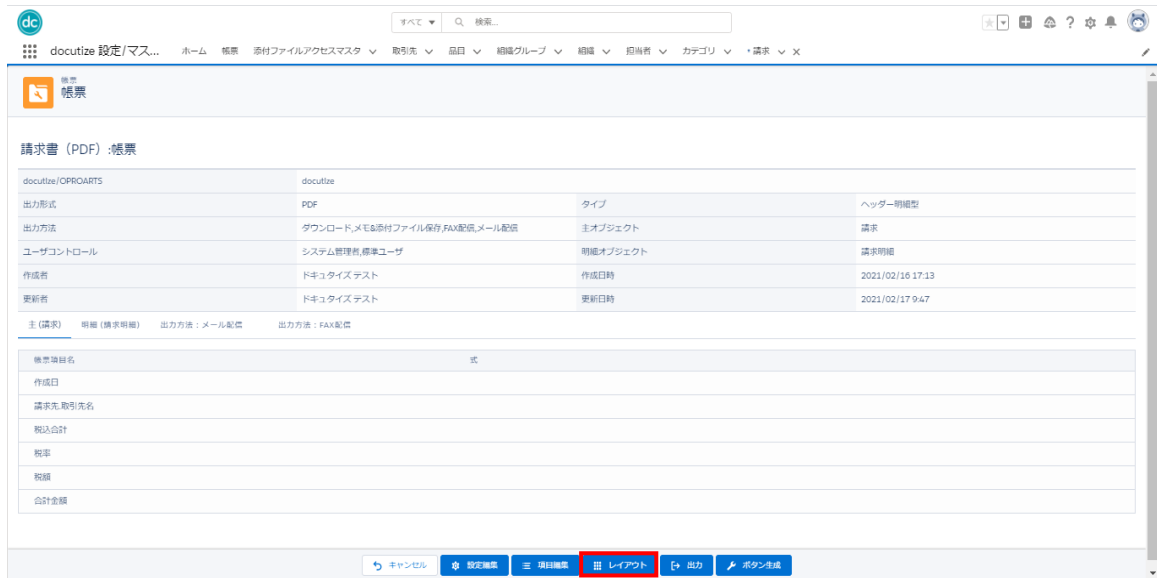 dc
すべて
検索...
docutize 設定/マス... ホーム 帳票 添付ファイルアクセスマスタ 取引先 品目 組織グループ 組織 担当者 カテゴリ * 請求
帳票
帳票
請求書（PDF）:帳票
docutize/OPROARTS docutize
出力形式 PDF タイプ ヘッダー明細型
出力方法 ダウンロード,メモ&添付ファイル保存,FAX配信,メール配信 主オブジェクト 請求
ユーザコントロール システム管理者,標準ユーザ 明細オブジェクト 請求明細
作成者 ドキュタイズ テスト 作成日時 2021/02/16 17:13
更新者 ドキュタイズ テスト 更新日時 2021/02/17 9:47
主 (請求) 明細 (請求明細) 出力方法：メール配信 出力方法：FAX配信
帳票項目名 式
作成日
請求先.取引先名
税込合計
税率
税額
合計金額
キャンセル 設定編集 項目編集 レイアウト 出力 ボタン生成